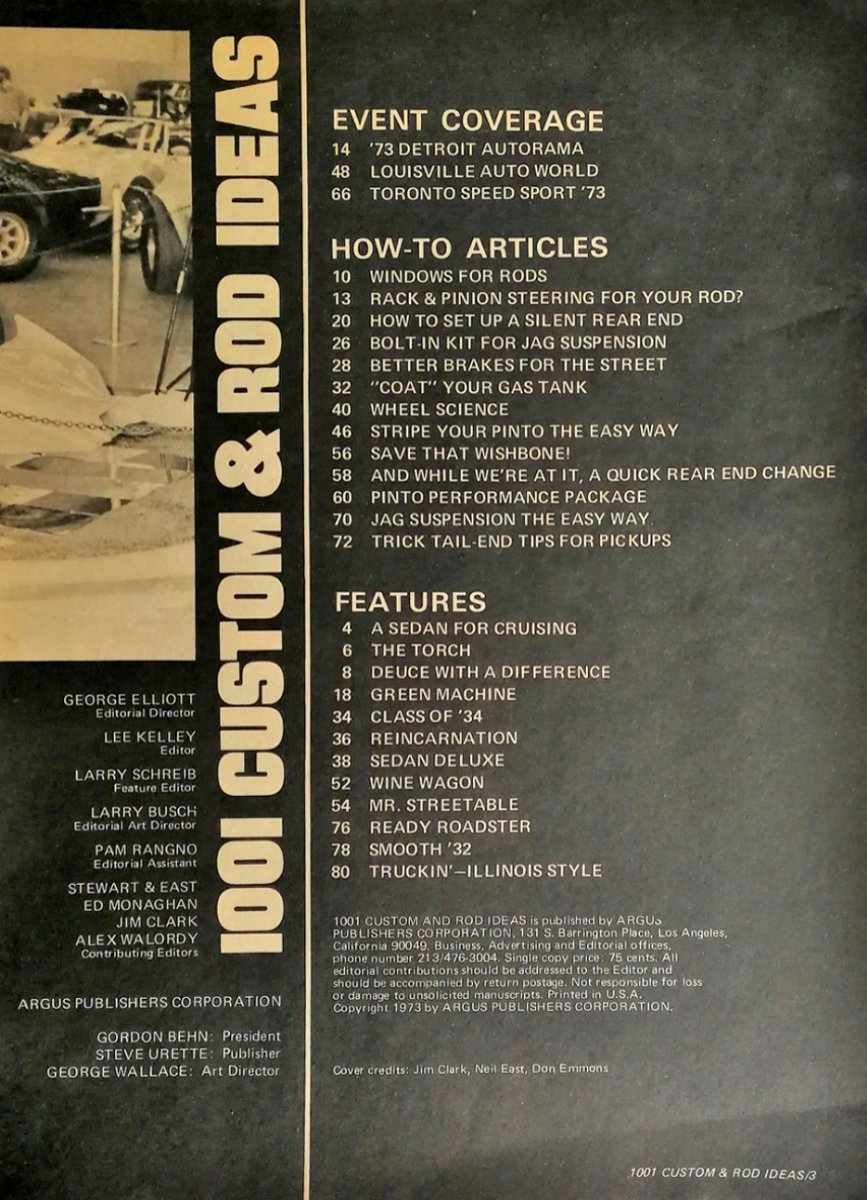 1001 CUSTOM & ROD IDEAS
EVENT COVERAGE
14 '73 DETROIT AUTORAMA
48 LOUISVILLE AUTO WORLD
66 TORONTO SPEED SPORT '73
HOW-TO ARTICLES
10 WINDOWS FOR RODS
13 RACK & PINION STEERING FOR YOUR ROD?
20 HOW TO SET UP A SILENT REAR END
26 BOLT-IN KIT FOR JAG SUSPENSION
28 BETTER BRAKES FOR THE STREET
32 "COAT" YOUR GAS TANK
40 WHEEL SCIENCE
46 STRIPE YOUR PINTO THE EASY WAY
56 SAVE THAT WISHBONE!
58 AND WHILE WE'RE AT IT, A QUICK REAR END CHANGE
60 PINTO PERFORMANCE PACKAGE
70 JAG SUSPENSION THE EASY WAY
72 TRICK TAIL-END TIPS FOR PICKUPS
FEATURES
4 A SEDAN FOR CRUISING
6 THE TORCH
8 DEUCE WITH A DIFFERENCE
18 GREEN MACHINE
34 CLASS OF '34
36 REINCARNATION
38 SEDAN DELUXE
52 WINE WAGON
54 MR. STREETABLE
76 READY ROADSTER
78 SMOOTH '32
80 TRUCKIN'—ILLINOIS STYLE
GEORGE ELLIOTT
Editorial Director
LEE KELLEY
Editor
LARRY SCHREIB
Feature Editor
LARRY BUSCH
Editorial Art Director
PAM RANGNO
Editorial Assistant
STEWART & EAST
ED MONAGHAN
JIM CLARK
ALEX WALORDY
Contributing Editors
ARGUS PUBLISHERS CORPORATION
GORDON BEHN: President
STEVE URETTE: Publisher
GEORGE WALLACE: Art Director
1001 CUSTOM AND ROD IDEAS is published by ARGUS
PUBLISHERS CORPORATION, 131 S. Barrington Place, Los Angeles,
California 90049. Business, Advertising and Editorial offices,
phone number 213/476-3004. Single copy price: 75 cents. All
editorial contributions should be addressed to the Editor and
should be accompanied by return postage. Not responsible for loss
or damage to unsolicited manuscripts. Printed in U.S.A.
Copyright 1973 by ARGUS PUBLISHERS CORPORATION.
Cover credits: Jim Clark, Neil East, Don Emmons
1001 CUSTOM & ROD IDEAS/3